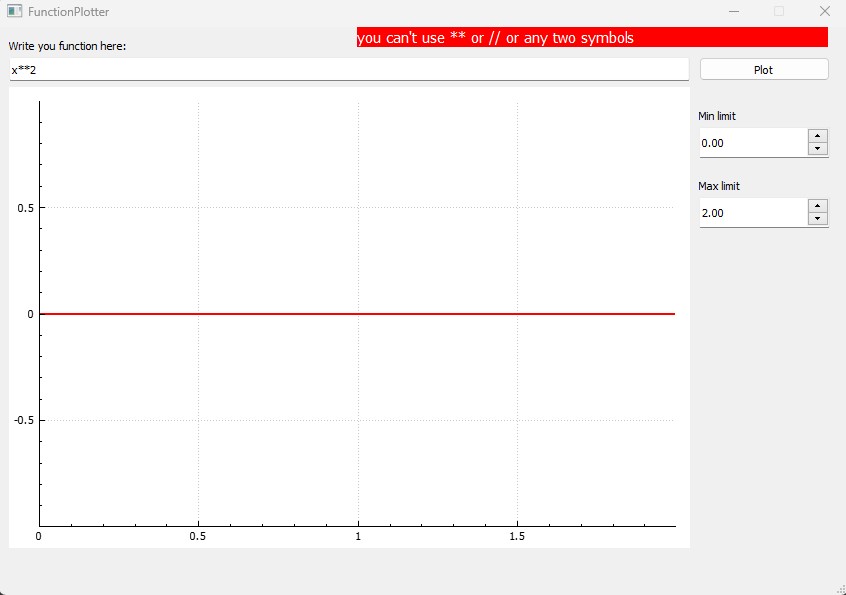 FunctionPlotter
you can't use ** or // or any two symbols
Write you function here:
x**2
Plot
Min limit
0.00
Max limit
2.00
0.5
0
-0.5
0 0.5 1 1.5